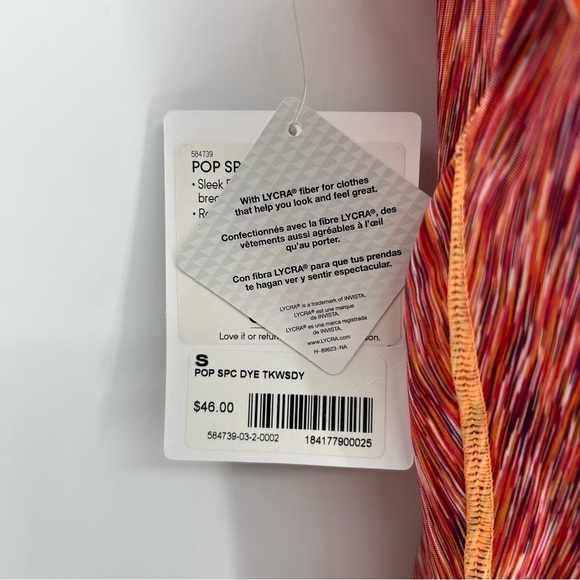 584739
POP SP
• Sleek
brea
• R
With LYCRA® fiber for clothes
that help you look and feel great.
Confectionnés avec la fibre LYCRA®, des
vêtements aussi agréables à l'œil
qu'au porter.
Con fibra LYCRA® para que tus prendas
te hagan ver y sentir espectacular.
LYCRA® is a trademark of INVISTA.
LYCRA® est une marque
de INVISTA.
LYCRA® es una marca registrada
de INVISTA.
www.LYCRA.com
H-89623-NA
Love it or retur
on.
S
POP SPC DYE TKWSDY
$46.00
584739-03-2-0002
184177900025